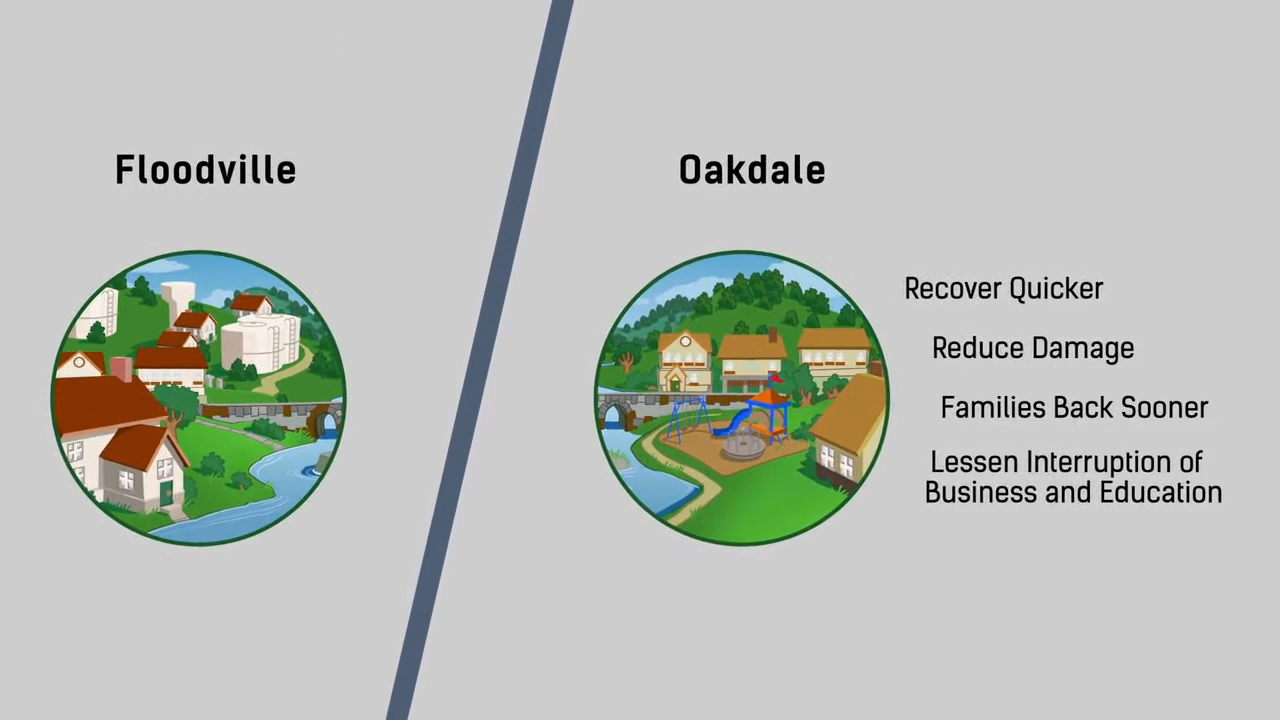 Floodville
Oakdale
Recover Quicker
Reduce Damage
Families Back Sooner
Lessen Interruption of
Business and Education